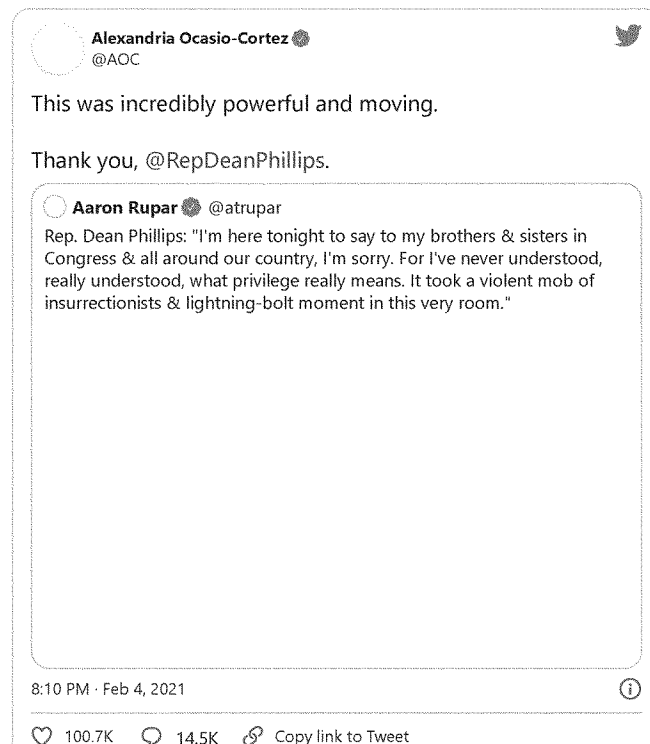 Alexandria Ocasio-Cortez
@AOC
This was incredibly powerful and moving.
Thank you, @RepDeanPhillips.
Aaron Rupar @atrupar
Rep. Dean Phillips: "I'm here tonight to say to my brothers & sisters in
Congress & all around our country, I'm sorry. For I've never understood,
really understood, what privilege really means. It took a violent mob of
insurrectionists & lightning-bolt moment in this very room."
8:10 PM · Feb 4, 2021
100.7K 14.5K Copy link to Tweet